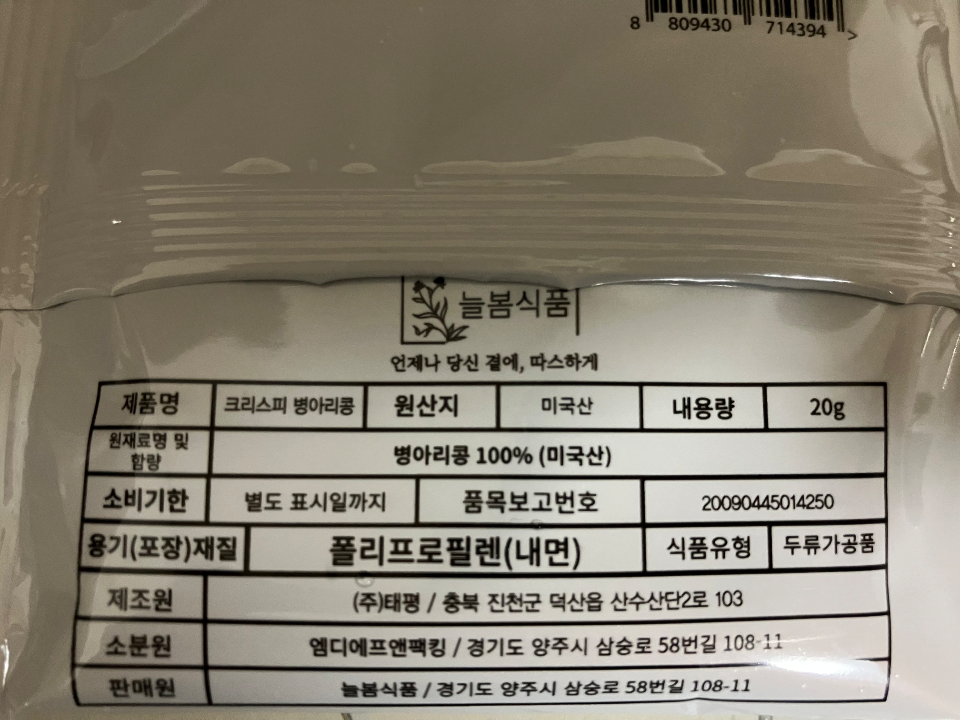 8 809430 714394 >
늘봄식품
언제나 당신 곁에, 따스하게
제품명 크리스피 병아리콩 원산지 미국산 내용량 20g
원재료명 및 함량 병아리콩 100% (미국산)
소비기한 별도 표시일까지 품목보고번호 20090445014250
용기(포장)재질 폴리프로필렌(내면) 식품유형 두류가공품
제조원 (주)태평 / 충북 진천군 덕산읍 산수산단2로 103
소분원 엠디에프앤팩킹 / 경기도 양주시 삼숭로 58번길 108-11
판매원 늘봄식품 / 경기도 양주시 삼숭로 58번길 108-11